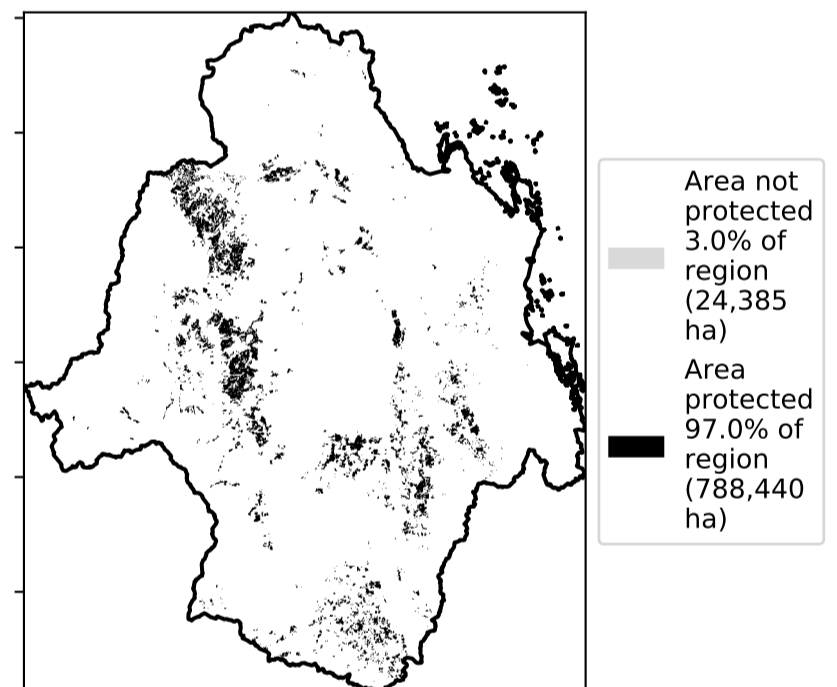 Area not
protected
3.0% of
region
(24,385
ha)
Area
protected
97.0% of
region
(788,440
ha)